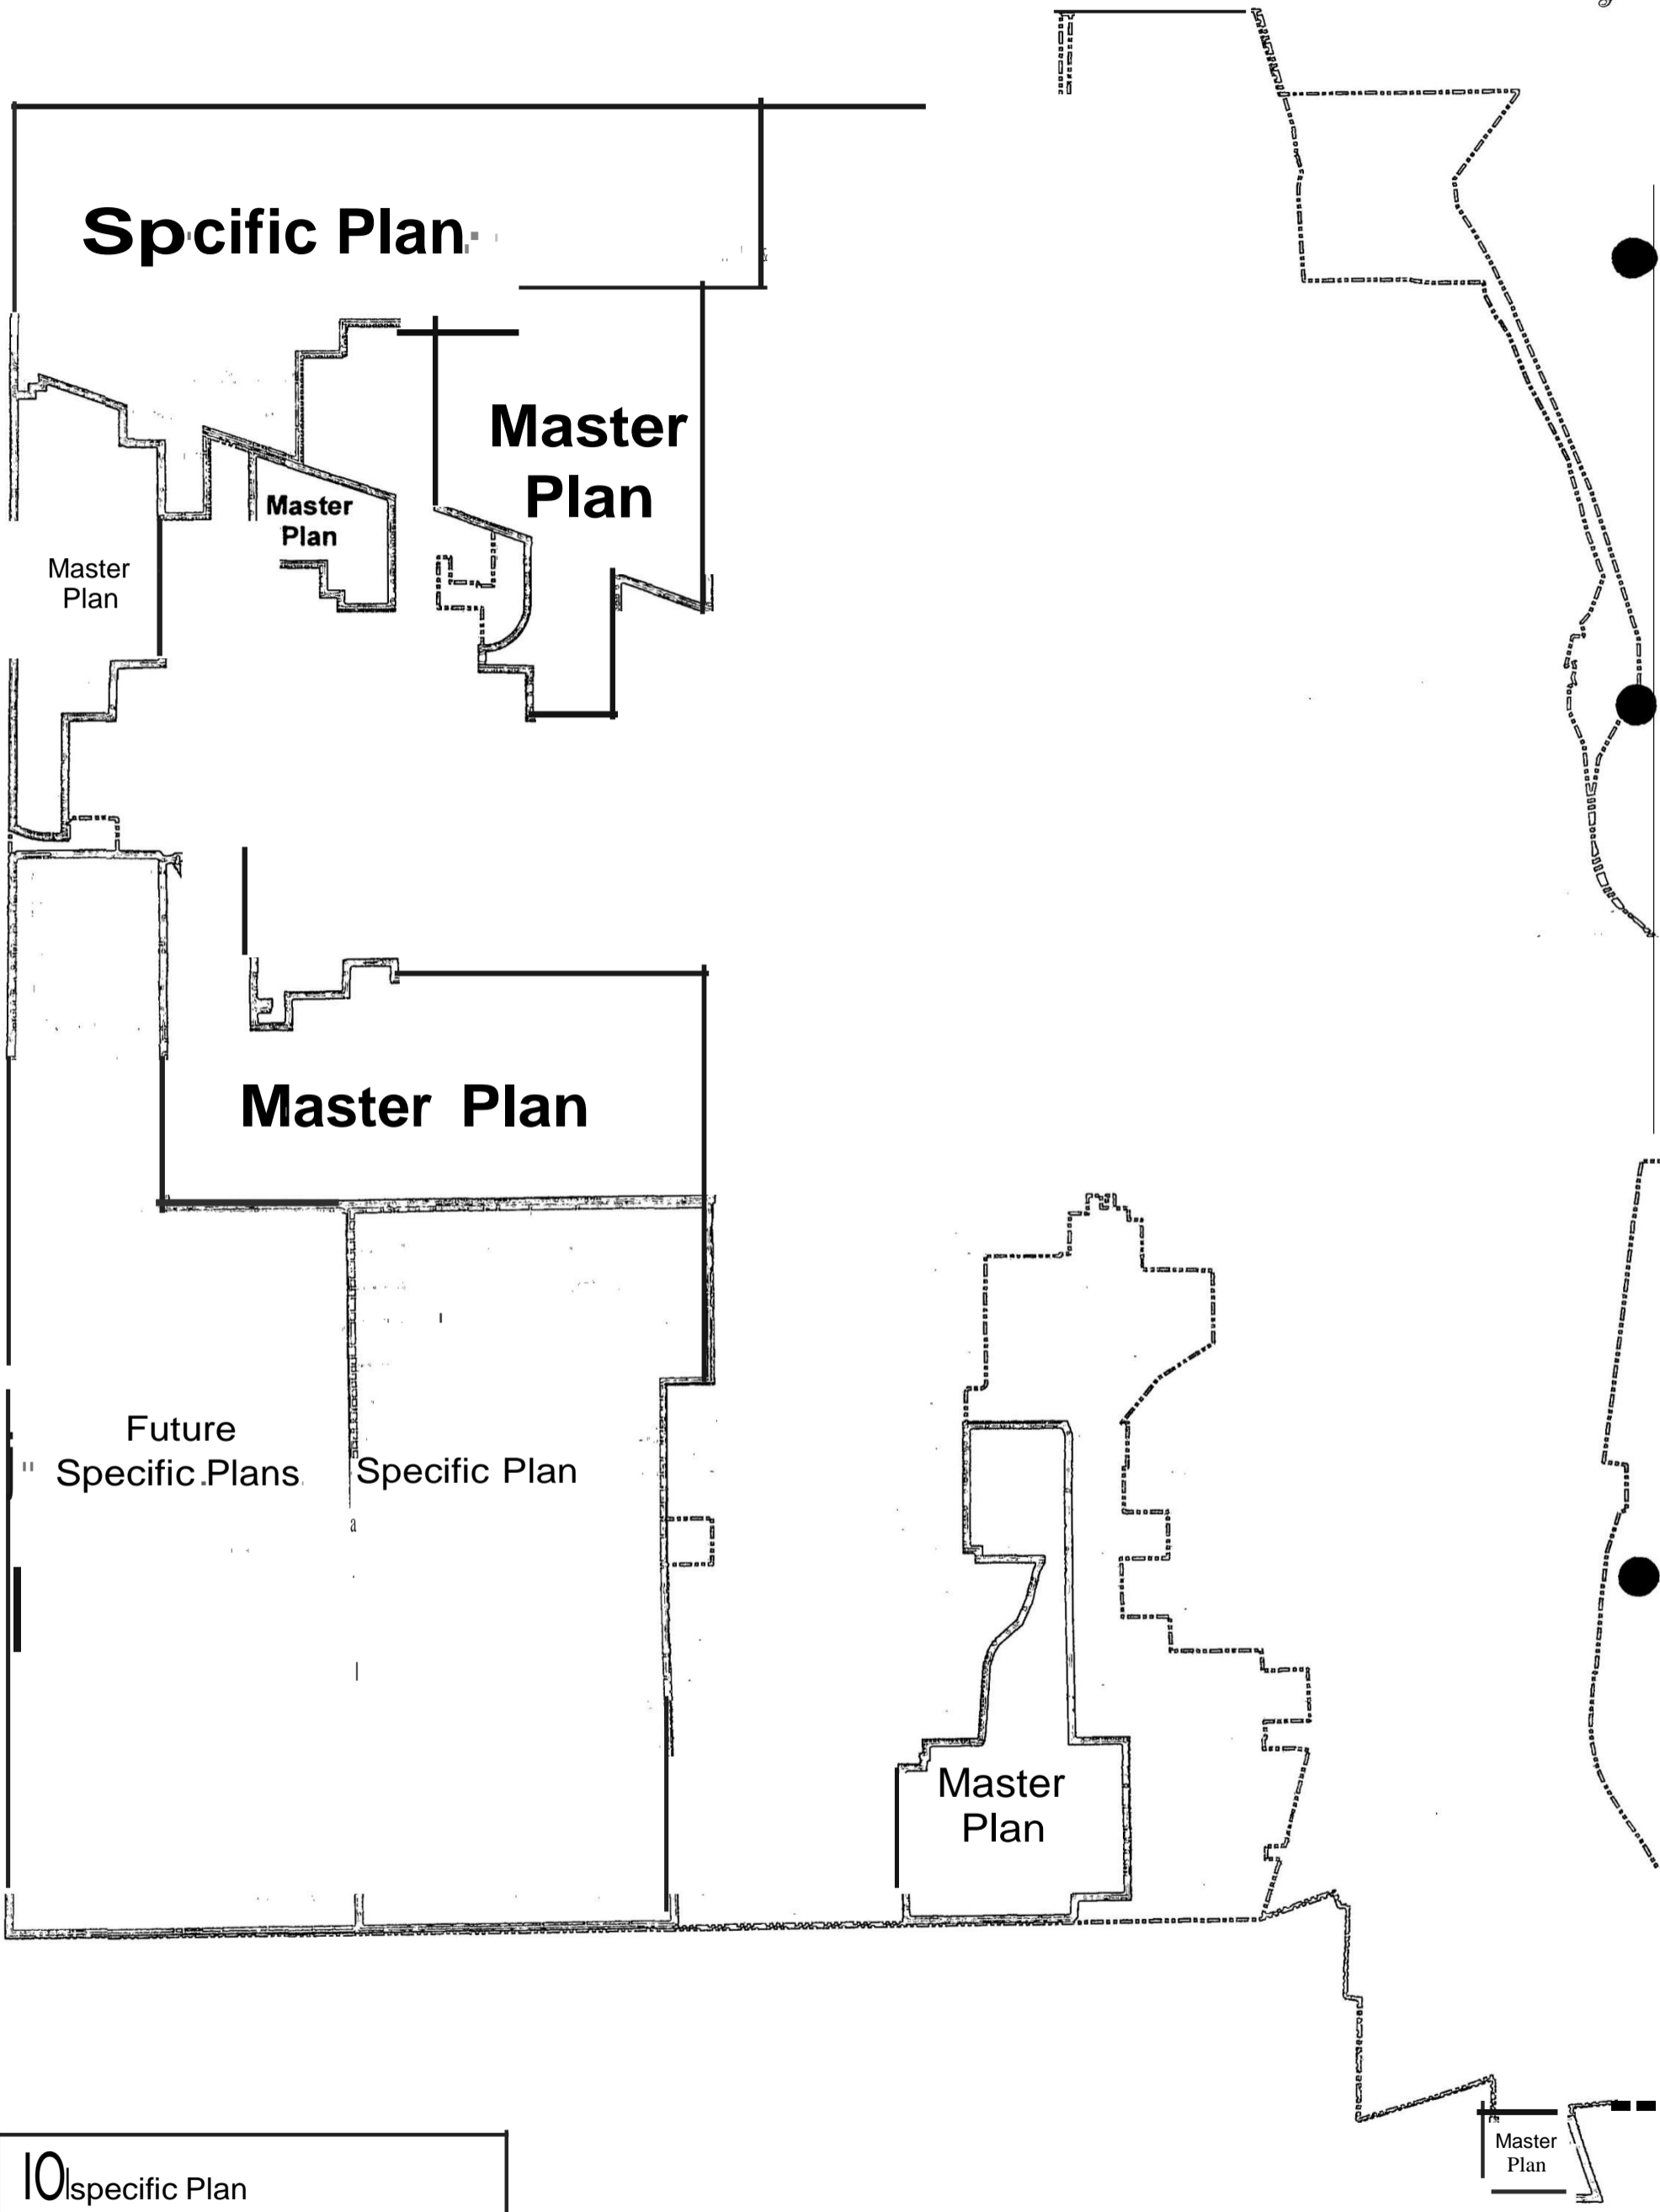 Spcific Plan
Master
Plan
Master
Plan
Master
Plan
Master Plan
Future
Specific.Plans
Specific Plan
a
Master
Plan
Master
Plan
specific Plan